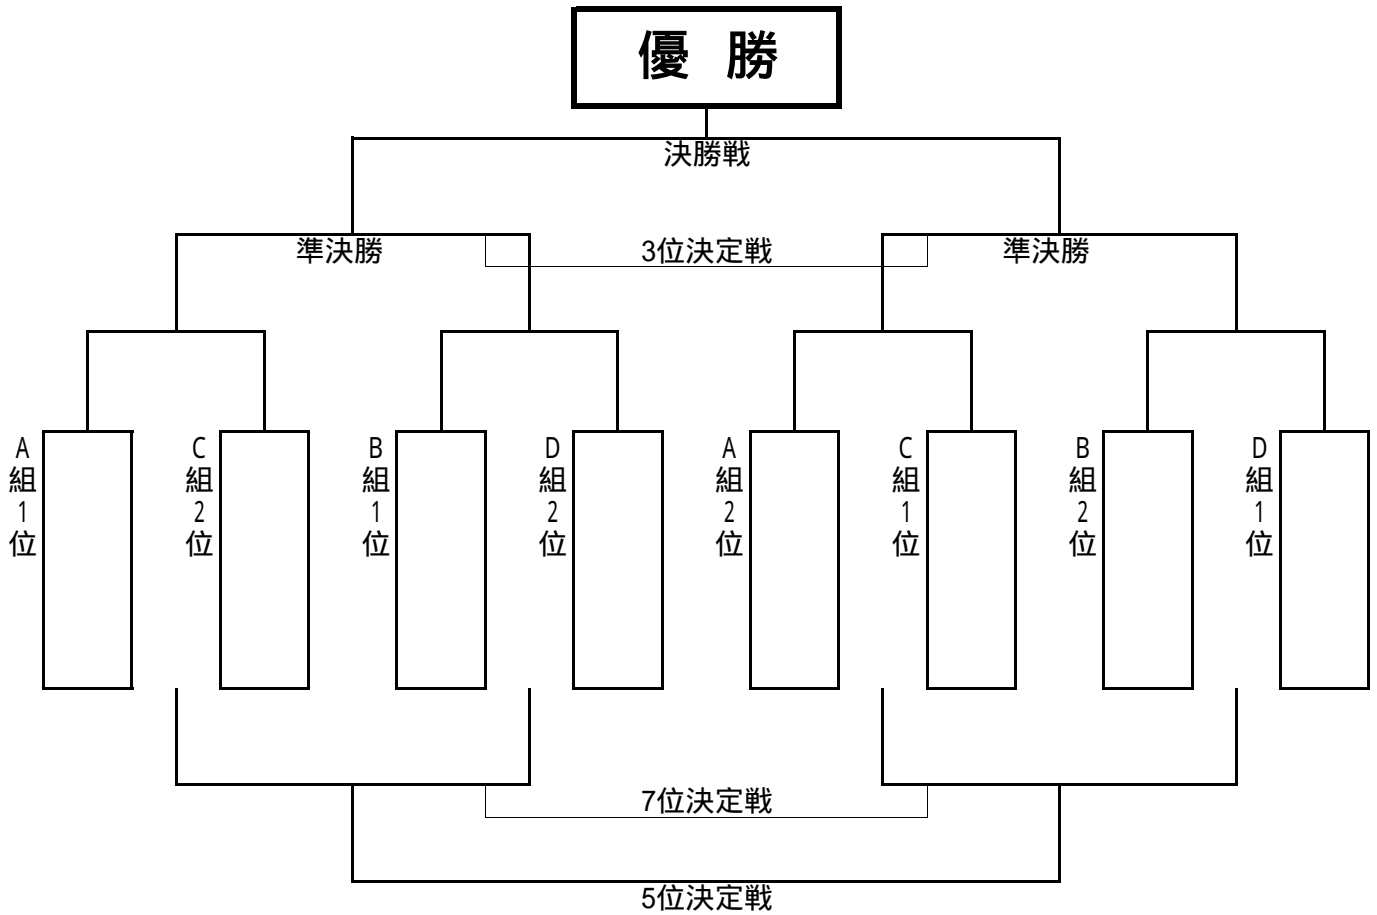 優 勝
決勝戦
準決勝
3位決定戦
準決勝
A組1位
C組2位
B組1位
D組2位
A組2位
C組1位
B組2位
D組1位
7位決定戦
5位決定戦